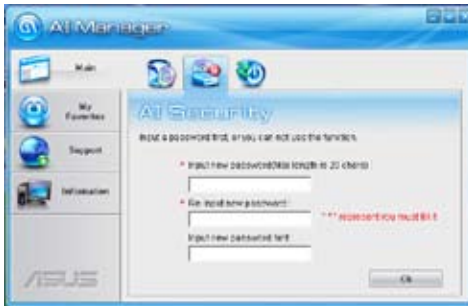 AI Manager
Main
My Favorites
Support
Information
AI Security
Input a password first, or you can not use the function.
* Input new password(Max length is 20 chars) :
* Re-input new password :
"*" represent you must fill it
Input new password hint :
Ok
ASUS